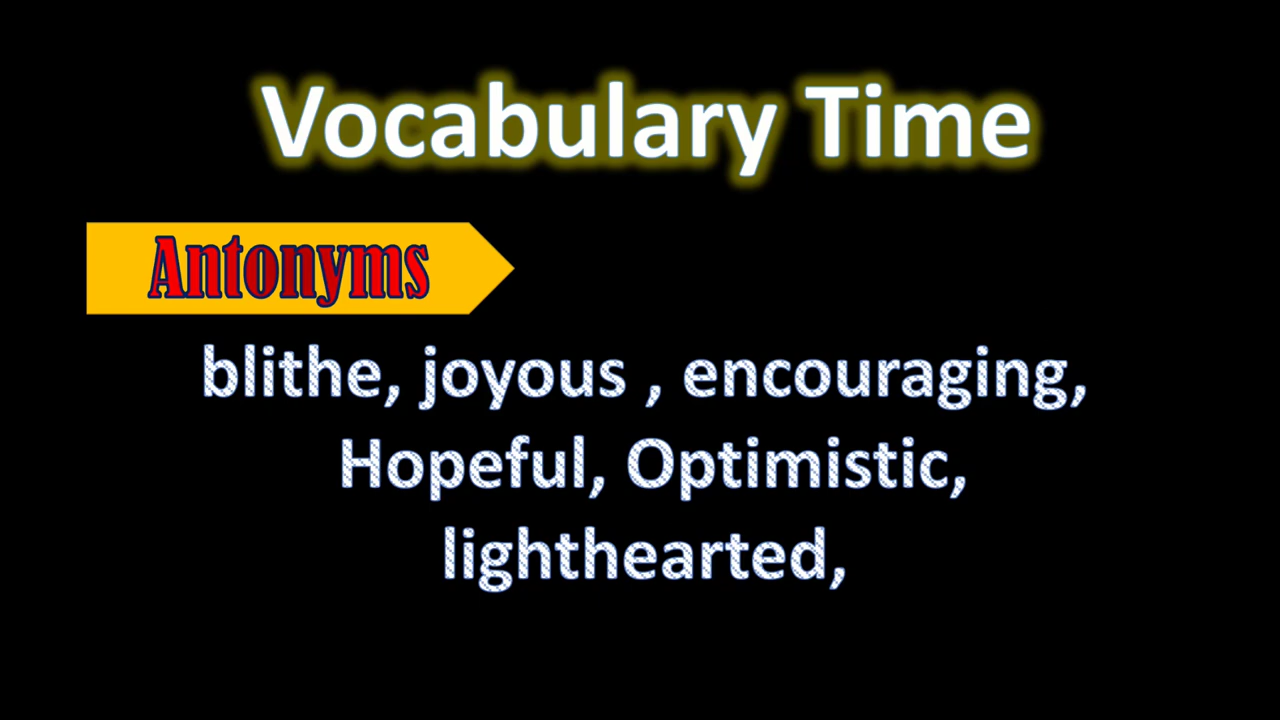 Vocabulary Time
Antonyms
blithe, joyous , encouraging,
Hopeful, Optimistic,
lighthearted,